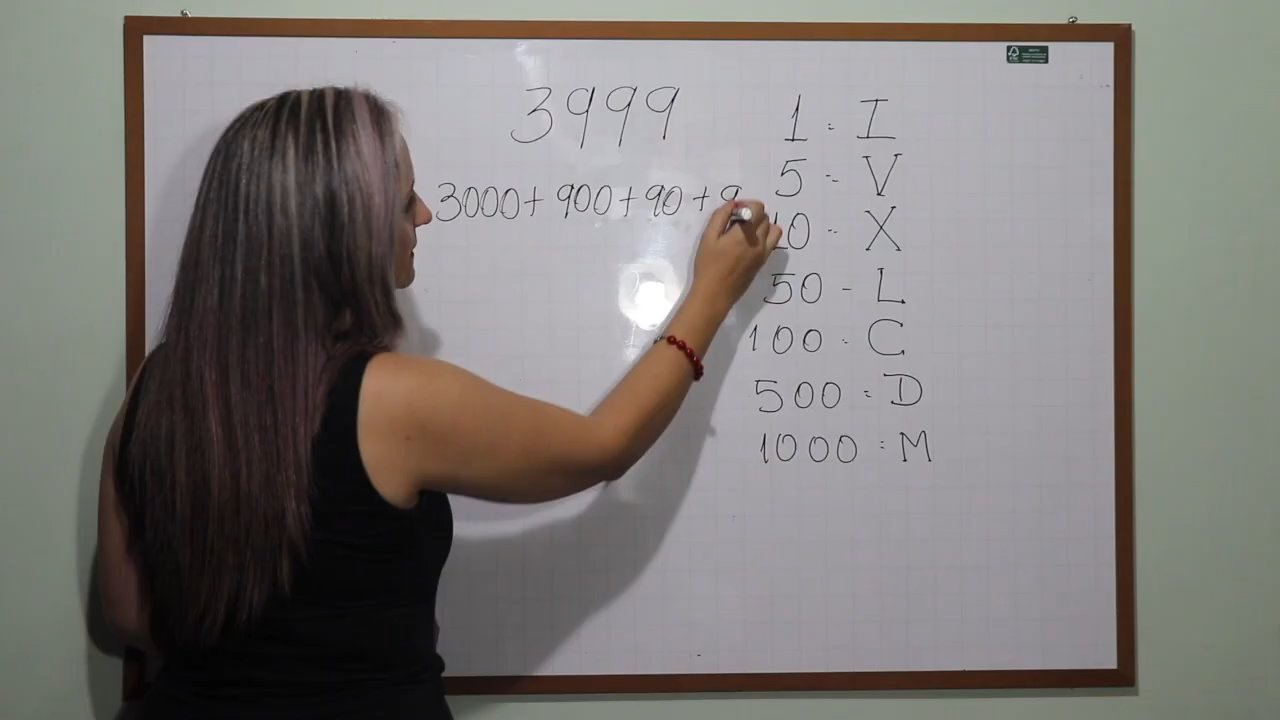 3999
3000+ 900 + 90 + 9
1 = I
5 = V
10 - X
50 - L
100 - C
500 = D
1000 = M